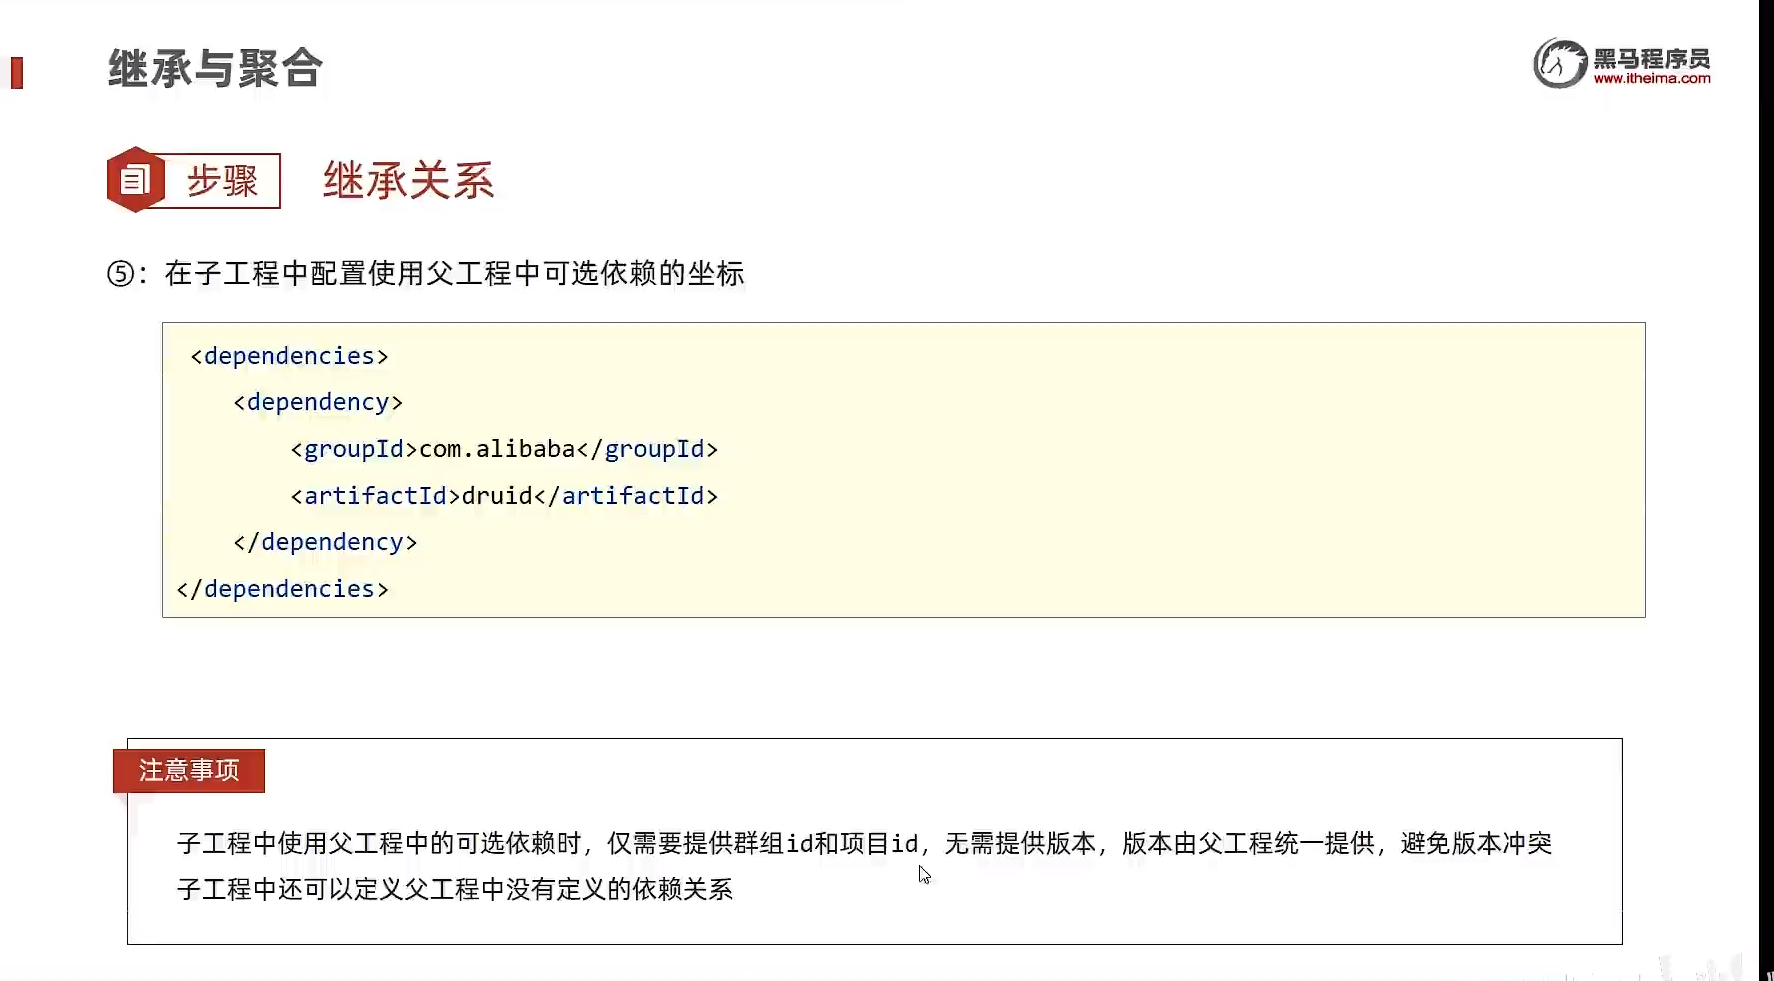 继承与聚合
黑马程序员
www.itheima.com
步骤
继承关系
⑤：在子工程中配置使用父工程中可选依赖的坐标
<dependencies>
<dependency>
<groupId>com.alibaba</groupId>
<artifactId>druid</artifactId>
</dependency>
</dependencies>
注意事项
子工程中使用父工程中的可选依赖时，仅需要提供群组id和项目id，无需提供版本，版本由父工程统一提供，避免版本冲突
子工程中还可以定义父工程中没有定义的依赖关系